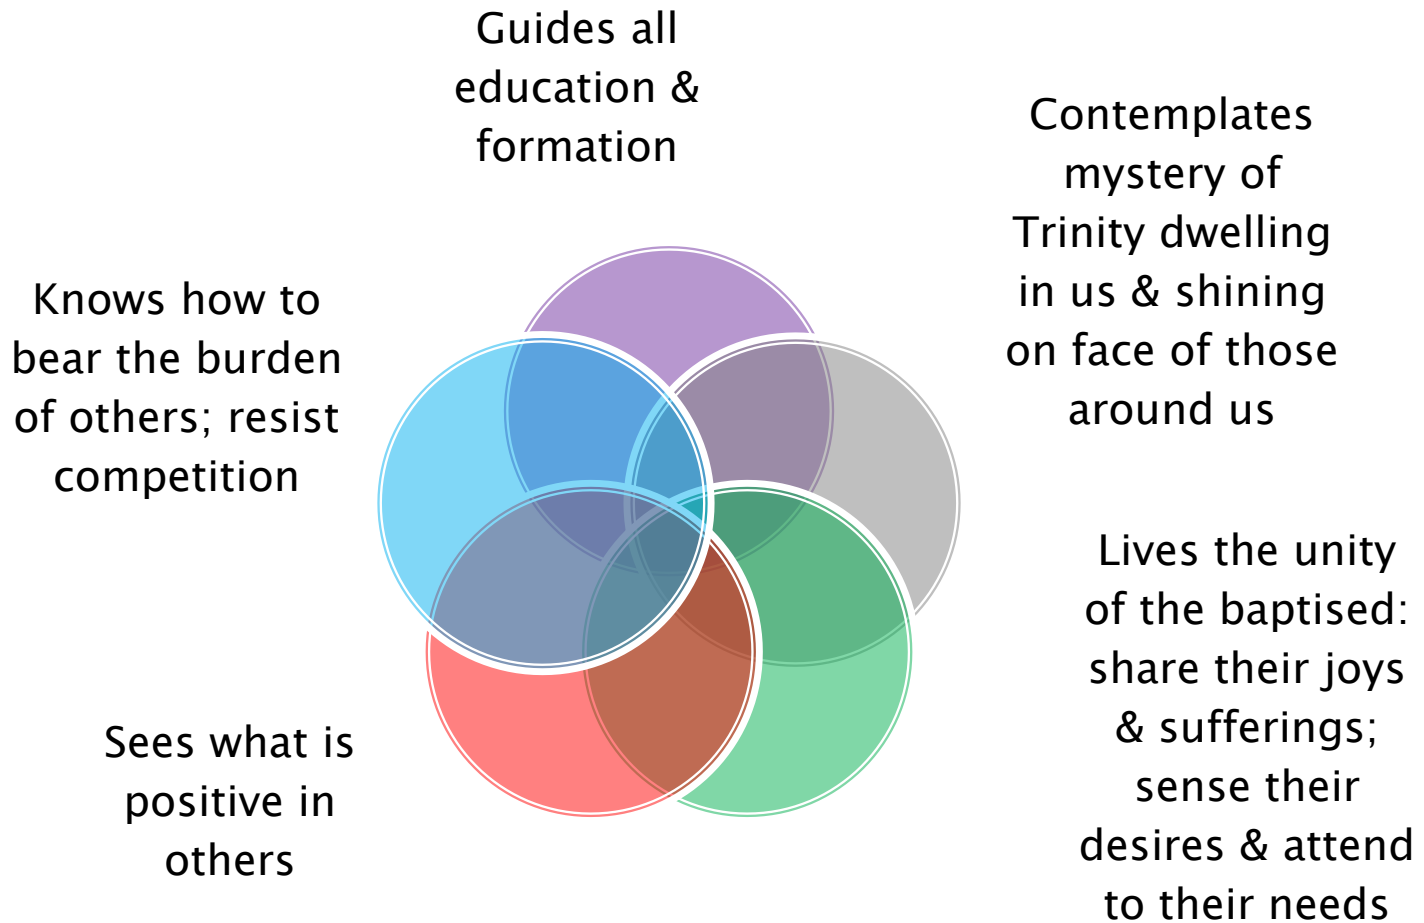 Guides all
education &
formation
Contemplates
mystery of
Trinity dwelling
in us & shining
on face of those
around us
Lives the unity
of the baptised:
share their joys
& sufferings;
sense their
desires & attend
to their needs
Sees what is
positive in
others
Knows how to
bear the burden
of others; resist
competition